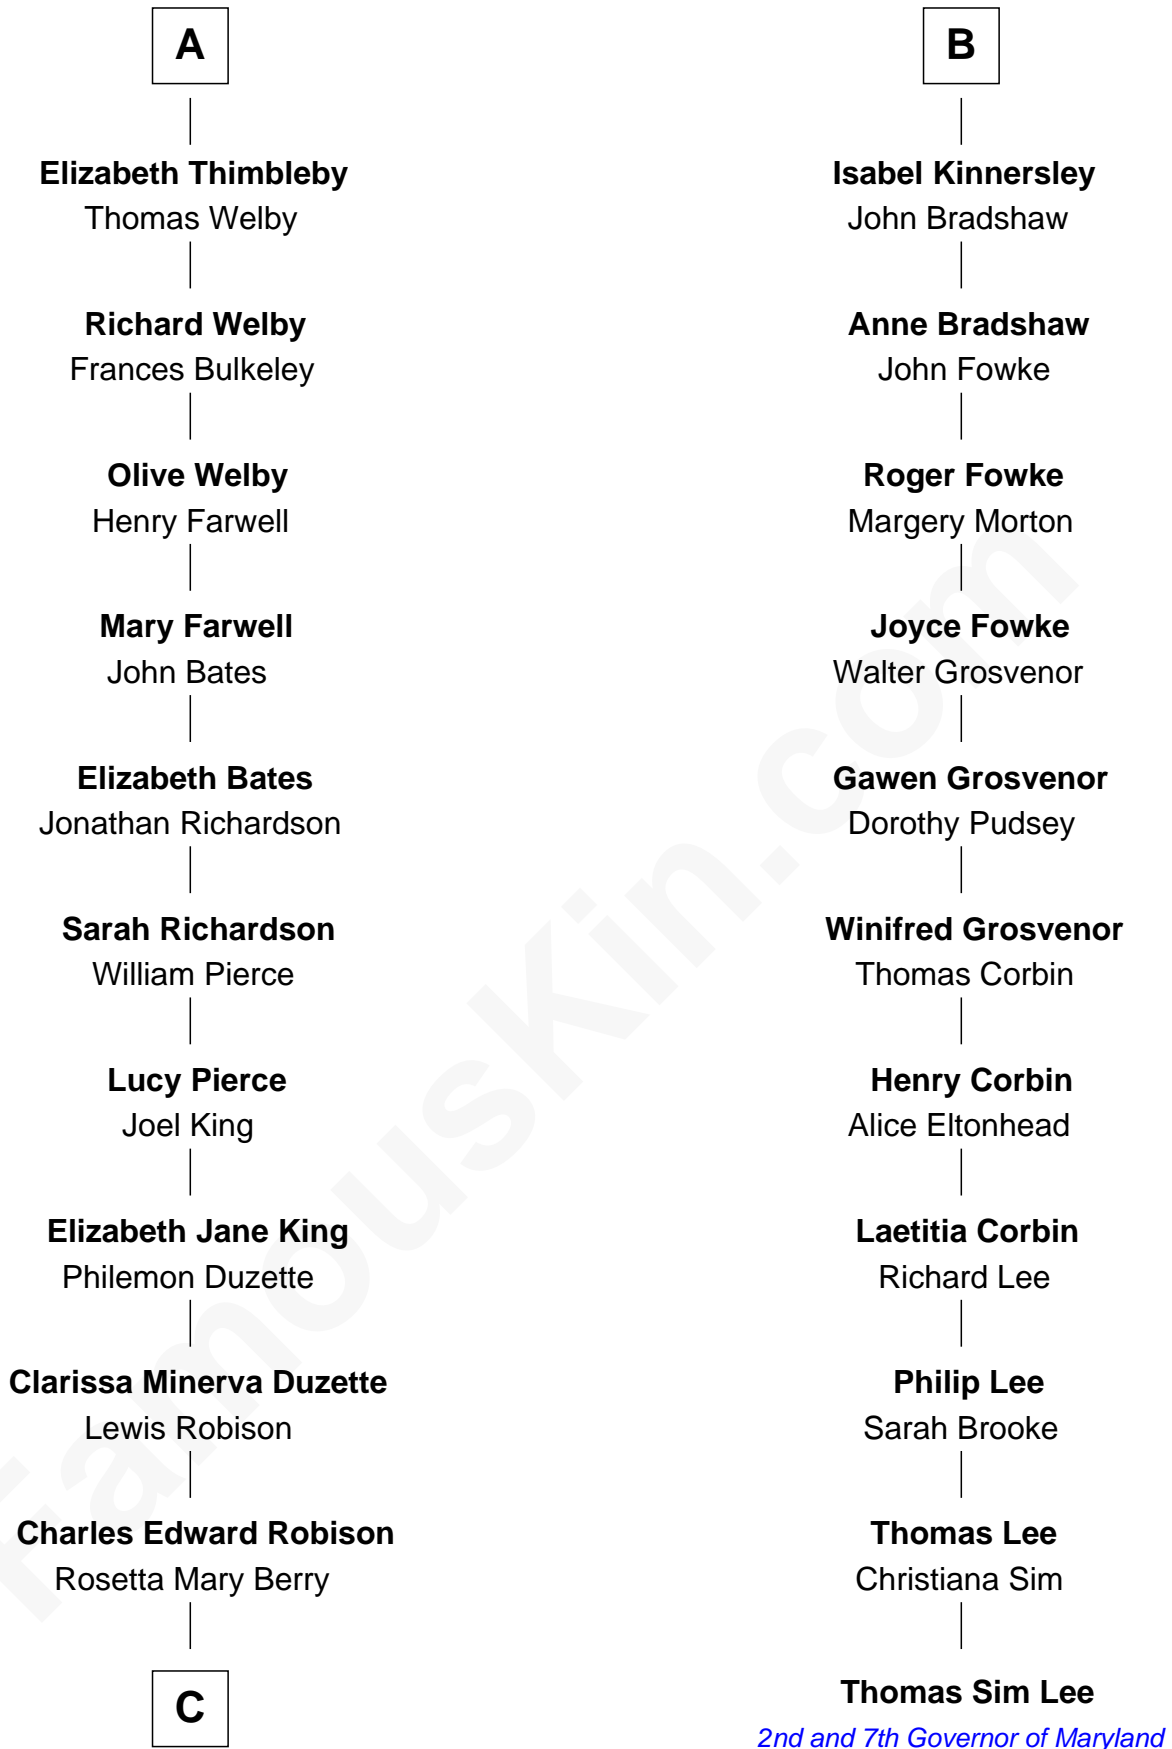 A
Elizabeth Thimbleby
Thomas Welby
Richard Welby
Frances Bulkeley
Olive Welby
Henry Farwell
Mary Farwell
John Bates
Elizabeth Bates
Jonathan Richardson
Sarah Richardson
William Pierce
Lucy Pierce
Joel King
Elizabeth Jane King
Philemon Duzette
Clarissa Minerva Duzette
Lewis Robison
Charles Edward Robison
Rosetta Mary Berry
C
B
Isabel Kinnersley
John Bradshaw
Anne Bradshaw
John Fowke
Roger Fowke
Margery Morton
Joyce Fowke
Walter Grosvenor
Gawen Grosvenor
Dorothy Pudsey
Winifred Grosvenor
Thomas Corbin
Henry Corbin
Alice Eltonhead
Laetitia Corbin
Richard Lee
Philip Lee
Sarah Brooke
Thomas Lee
Christiana Sim
Thomas Sim Lee
2nd and 7th Governor of Maryland
FamousKin.com